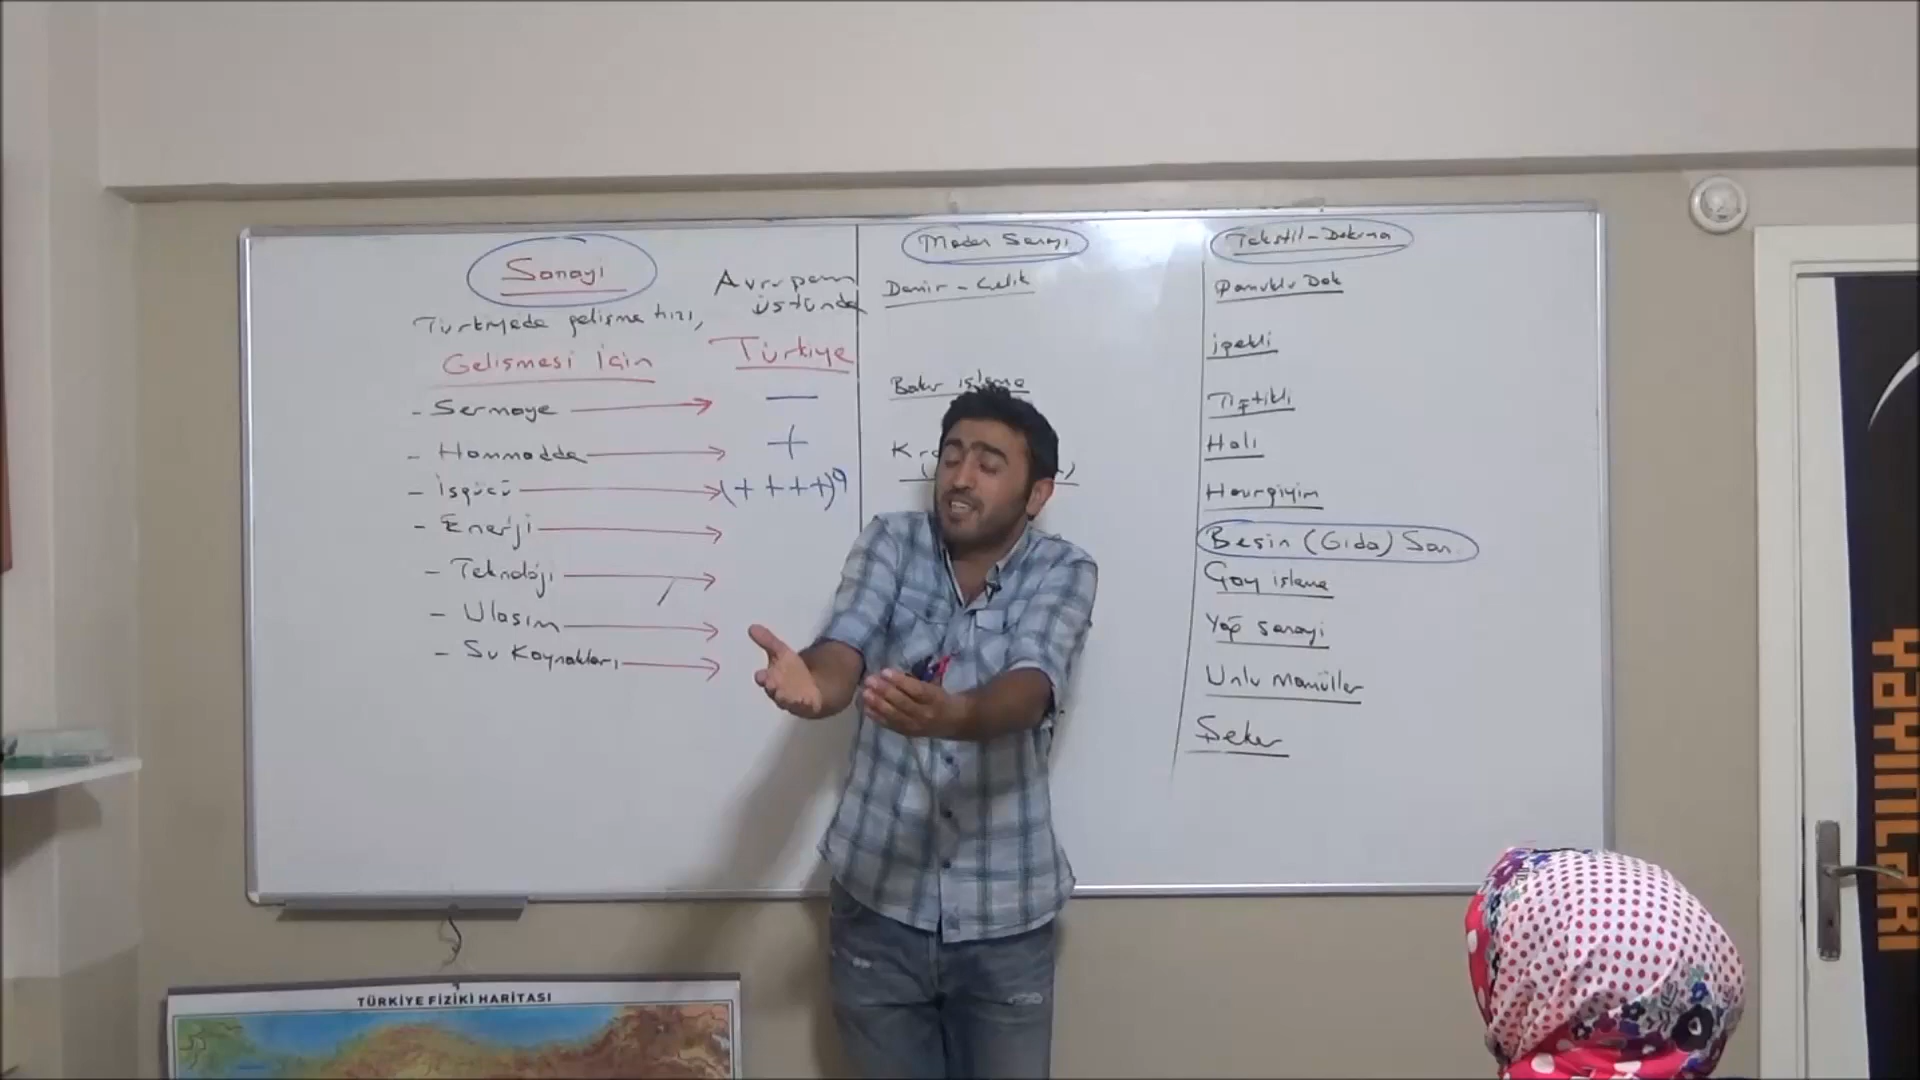 Sanayi
Türkiyede gelişme hızı,
Avrupanın
üstünde
Gelişmesi İçin
Türkiye
- Sermaye → —
- Hammadde → +
- İşgücü → (++++)9
- Enerji →
- Teknoloji →
- Ulaşım →
- Su Kaynakları →
Maden Sanayi
Demir - Çelik
Bakır işleme
Tekstil - Dokuma
Pamuklu Dok
İpekli
Tiftikli
Halı
Hazırgiyim
Besin (Gıda) San.
Çay işleme
Yağ sanayi
Unlu Mamüller
Şeker
TÜRKİYE FİZİKİ HARİTASI
YAYINLARI